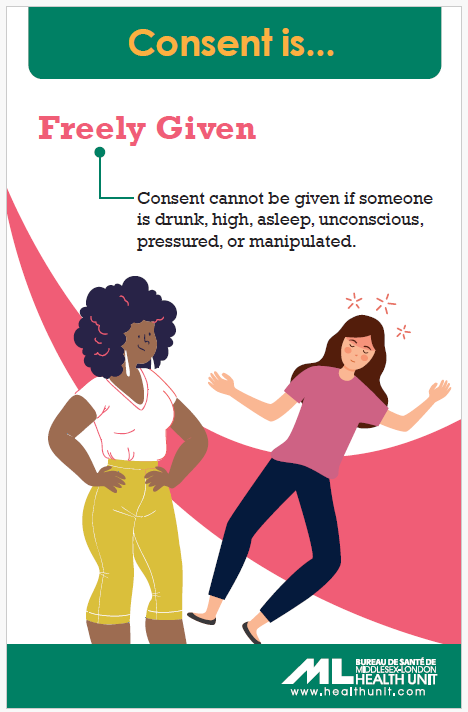 Consent is...
Freely Given
Consent cannot be given if someone
is drunk, high, asleep, unconscious,
pressured, or manipulated.
ML
BUREAU DE SANTÉ DE
MIDDLESEX-LONDON
HEALTH UNIT
www.healthunit.com